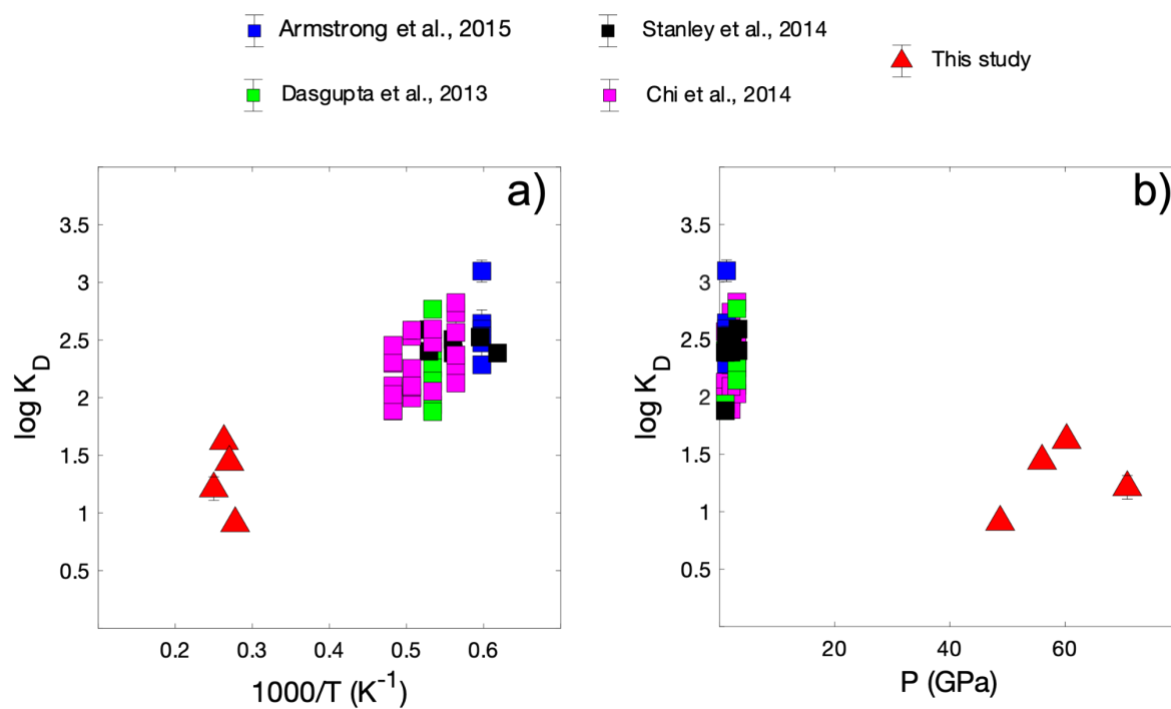 Armstrong et al., 2015
Stanley et al., 2014
This study
Dasgupta et al., 2013
Chi et al., 2014
a)
3.5
3
2.5
2
1.5
1
0.5
log K_D
0.2 0.3 0.4 0.5 0.6
1000/T (K⁻¹)
b)
3.5
3
2.5
2
1.5
1
0.5
log K_D
20 40 60
P (GPa)